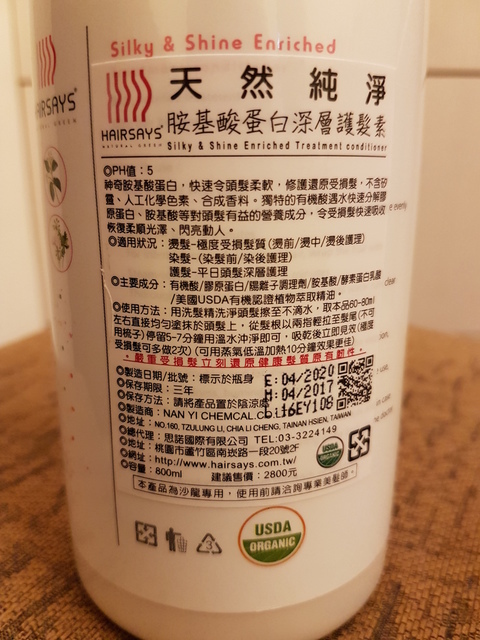 Silky & Shine Enriched
HAIRSAYS
天然純淨
HAIRSAYS
NATURAL GREEN
胺基酸蛋白深層護髮素
Silky & Shine Enriched Treatment conditioner
◎PH值：5
神奇胺基酸蛋白，快速令頭髮柔軟，修護還原受損髮，不含矽
靈、人工化學色素、合成香料。獨特的有機酸遇水快速分解膠
原蛋白、胺基酸等對頭髮有益的營養成分，令受損髮快速吸收
恢復柔順光澤、閃亮動人。
◎適用狀況：燙髮-極度受損髮質(燙前/燙中/燙後護理)
染髮-(染髮前/染後護理)
護髮-平日頭髮深層護理
◎主要成分：有機酸/膠原蛋白/陽離子調理劑/胺基酸/酵素蛋白乳酸
/美國USDA有機認證植物萃取精油。
◎使用方法：用洗髮精洗淨頭髮擦至不滴水，取本品60-80ml
左右直接均勻塗抹於頭髮上，從髮根以兩指輕拉至髮尾(不可
用梳子)停留5-7分鐘用溫水沖淨即可，吸乾後立即見效(極度
受損髮可多做2次)(可用蒸氣低溫加熱10分鐘效果更佳)
*嚴重受損髮立刻還原健康髮質原有韌性*
◎製造日期/批號：標示於瓶身
E:04/2020
◎保存期限：三年
M:04/2017
◎保存方法：請將產品置於陰涼處
◎製造商：NAN YI CHEMCAL.CO
◎地址：NO.160, TZULUNG LI, CHIA LI CHENG, TAINAN HSIEN, TAIWAN
◎總代理：思諾國際有限公司 TEL:03-3224149
◎地址：桃園市蘆竹區南崁路一段20號2F
◎網址：http://www.hairsays.com.tw/
◎容量：800ml 建議售價：2800元
本產品為沙龍專用，使用前請洽詢專業美髮師。
USDA
ORGANIC
USDA
ORGANIC